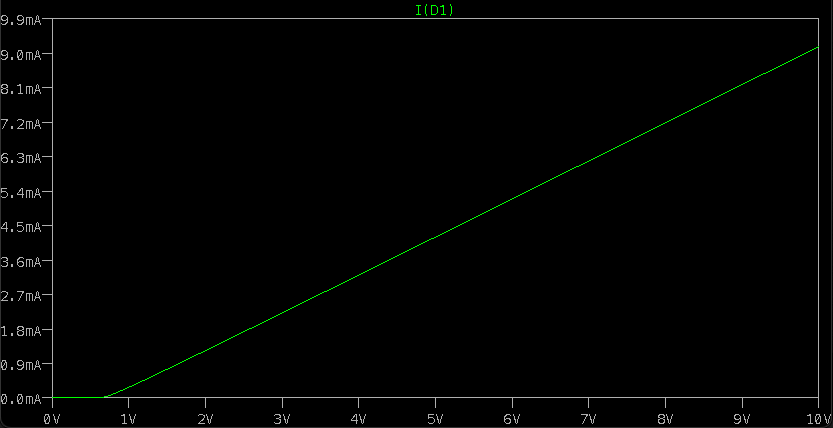 I(D1)
9.9mA
9.0mA
8.1mA
7.2mA
6.3mA
5.4mA
4.5mA
3.6mA
2.7mA
1.8mA
0.9mA
0.0mA
0V 1V 2V 3V 4V 5V 6V 7V 8V 9V 10V